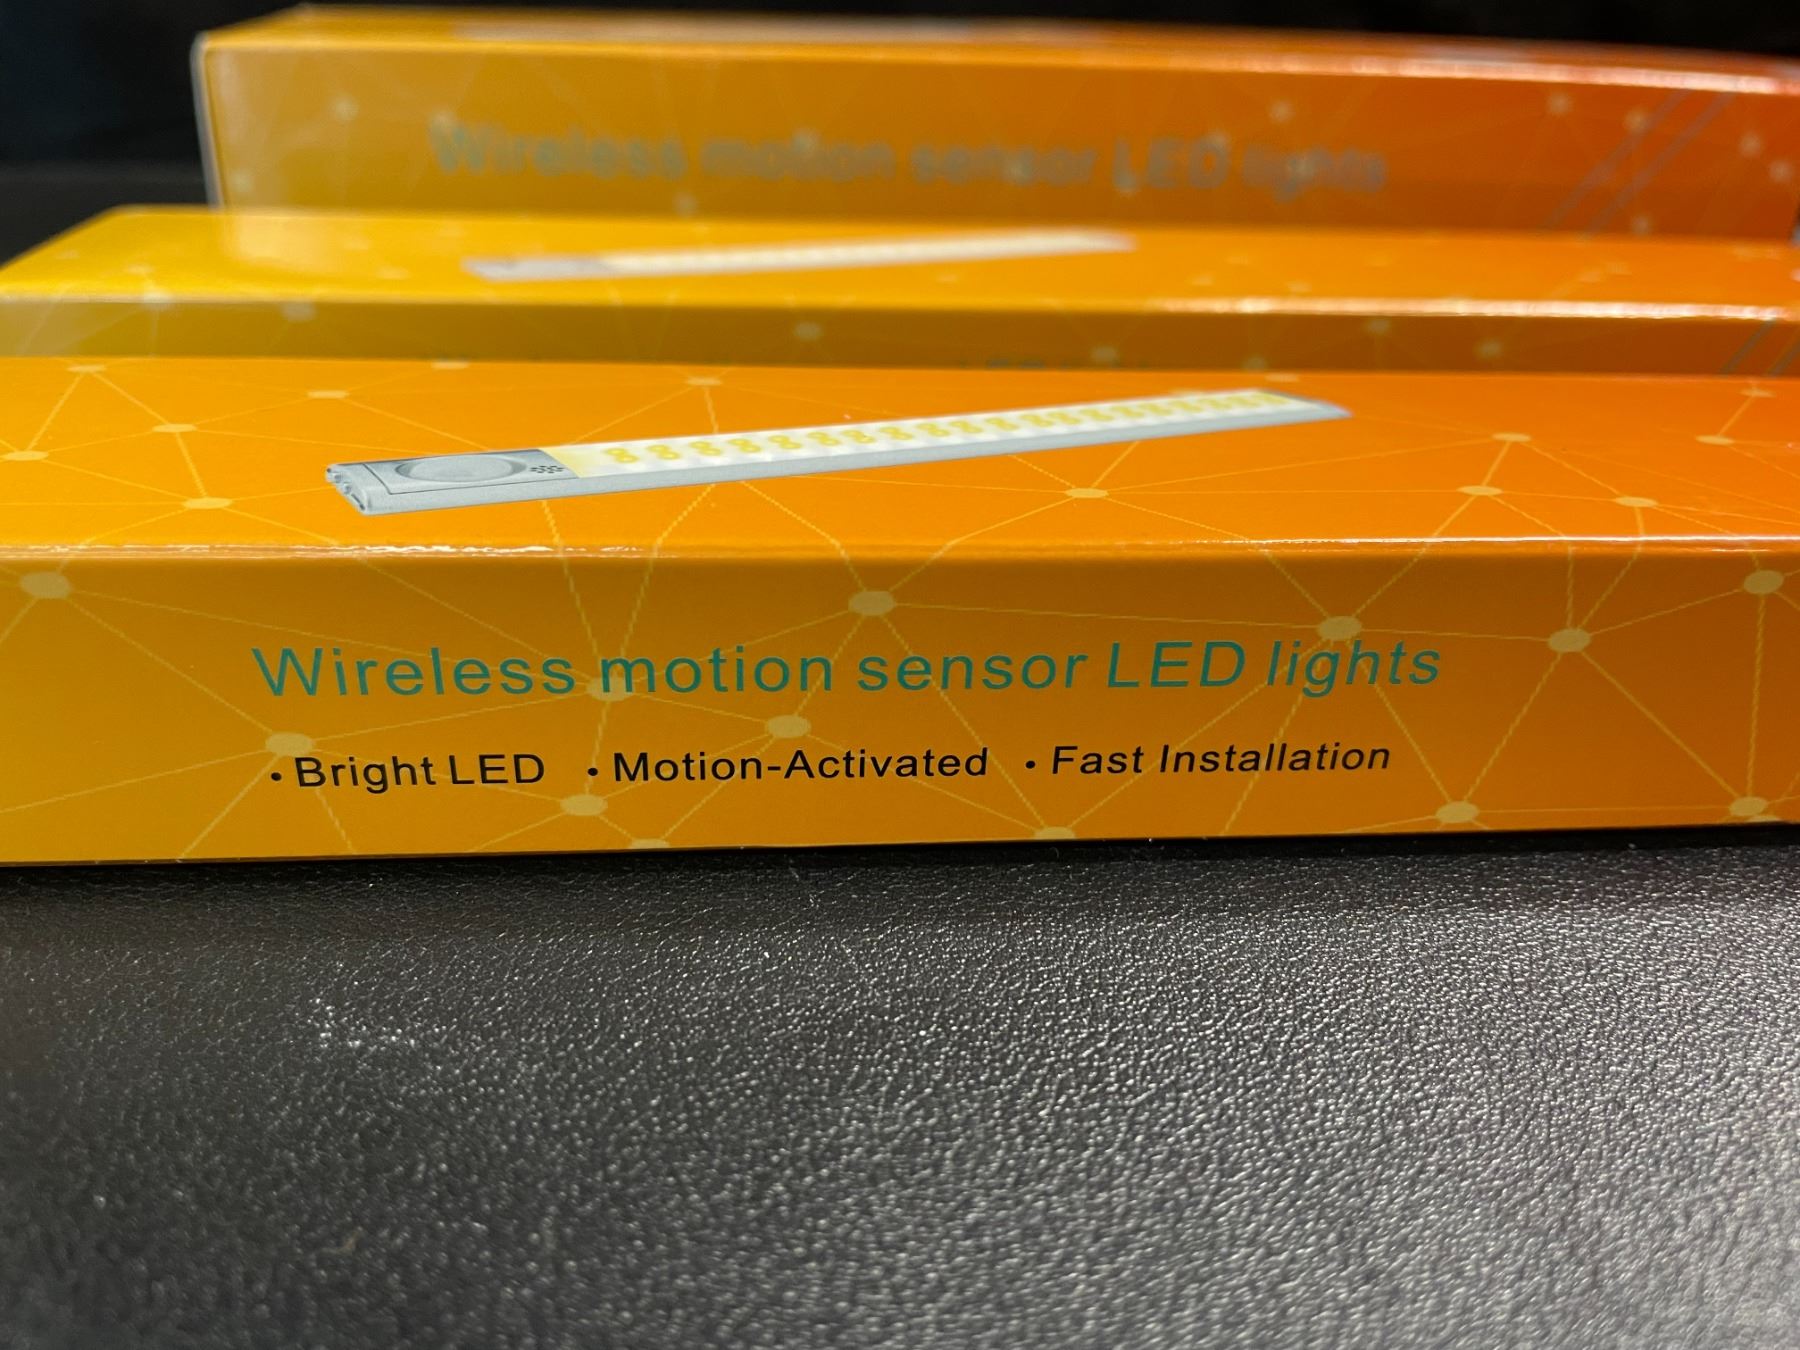 Wireless motion sensor LED lights
Wireless motion sensor LED lights
• Bright LED • Motion-Activated • Fast Installation